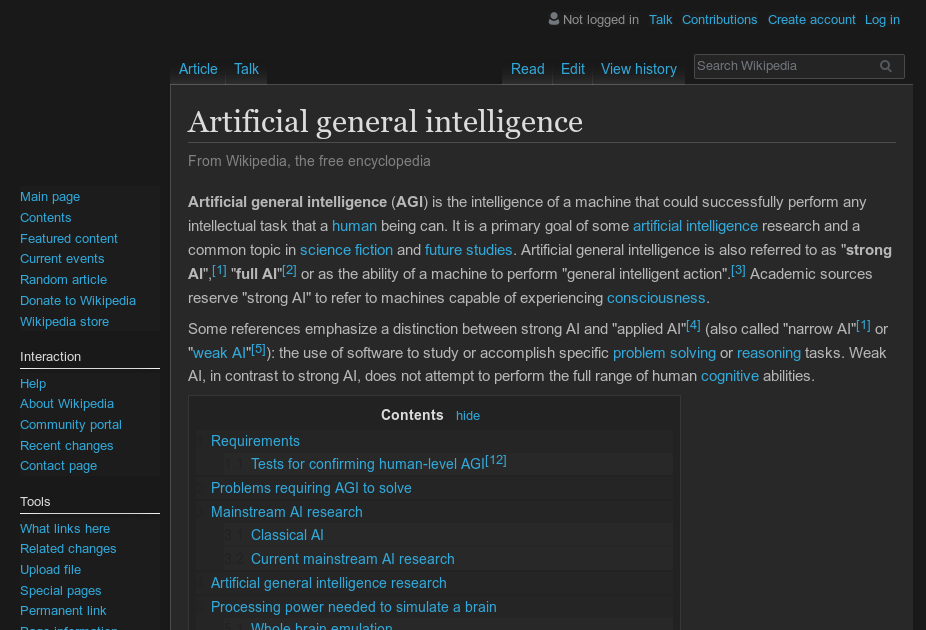 Not logged in Talk Contributions Create account Log in
Article Talk Read Edit View history Search Wikipedia
Artificial general intelligence
From Wikipedia, the free encyclopedia
Artificial general intelligence (AGI) is the intelligence of a machine that could successfully perform any
intellectual task that a human being can. It is a primary goal of some artificial intelligence research and a
common topic in science fiction and future studies. Artificial general intelligence is also referred to as "strong
AI",[1] "full AI"[2] or as the ability of a machine to perform "general intelligent action".[3] Academic sources
reserve "strong AI" to refer to machines capable of experiencing consciousness.
Some references emphasize a distinction between strong AI and "applied AI"[4] (also called "narrow AI"[1] or
"weak AI"[5]): the use of software to study or accomplish specific problem solving or reasoning tasks. Weak
AI, in contrast to strong AI, does not attempt to perform the full range of human cognitive abilities.
Contents hide
Requirements
1.1 Tests for confirming human-level AGI[12]
Problems requiring AGI to solve
Mainstream AI research
3.1 Classical AI
3.2 Current mainstream AI research
Artificial general intelligence research
Processing power needed to simulate a brain
5.1 Whole brain emulation
Main page
Contents
Featured content
Current events
Random article
Donate to Wikipedia
Wikipedia store
Interaction
Help
About Wikipedia
Community portal
Recent changes
Contact page
Tools
What links here
Related changes
Upload file
Special pages
Permanent link
Page information